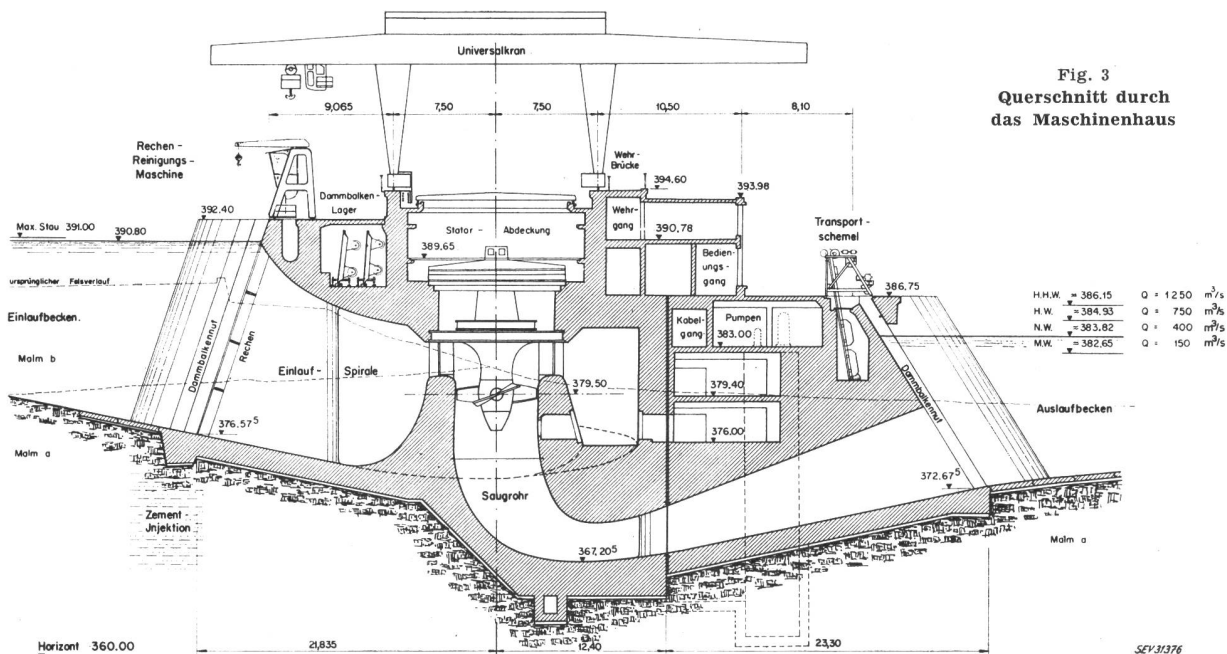 Fig. 3
Querschnitt durch
das Maschinenhaus
Universalkran
9,065
7,50
7,50
10,50
8,10
Rechen -
Reinigungs -
Maschine
Wehr -
Brücke
394.60
393.98
Dammbalken -
Lager
392.40
Wehr -
gang
Transport -
schemel
Max. Stau 391.00
390.80
Stator - Abdeckung
389,65
390,78
Bedien -
ungs -
gang
ursprünglicher Felsverlauf
386,75
H.H.W. = 386,15 Q = 1250 m³/s
H.W. = 384.93 Q = 750 m³/s
N.W. = 383.82 Q = 400 m³/s
M.W. = 382,65 Q = 150 m³/s
Einlaufbecken.
Kabel -
gang
Pumpen
383.00
Malm b
Dammbalkennut
Rechen
Einlauf - Spirale
379.50
379,40
Dammbalkennut
Auslaufbecken
376.57⁵
376.00
Malm a
Saugrohr
372.67⁵
Zement -
Jnjektion
367,20⁵
Malm a
Horizont 360.00
21,835
12,40
23,30
SEV31376